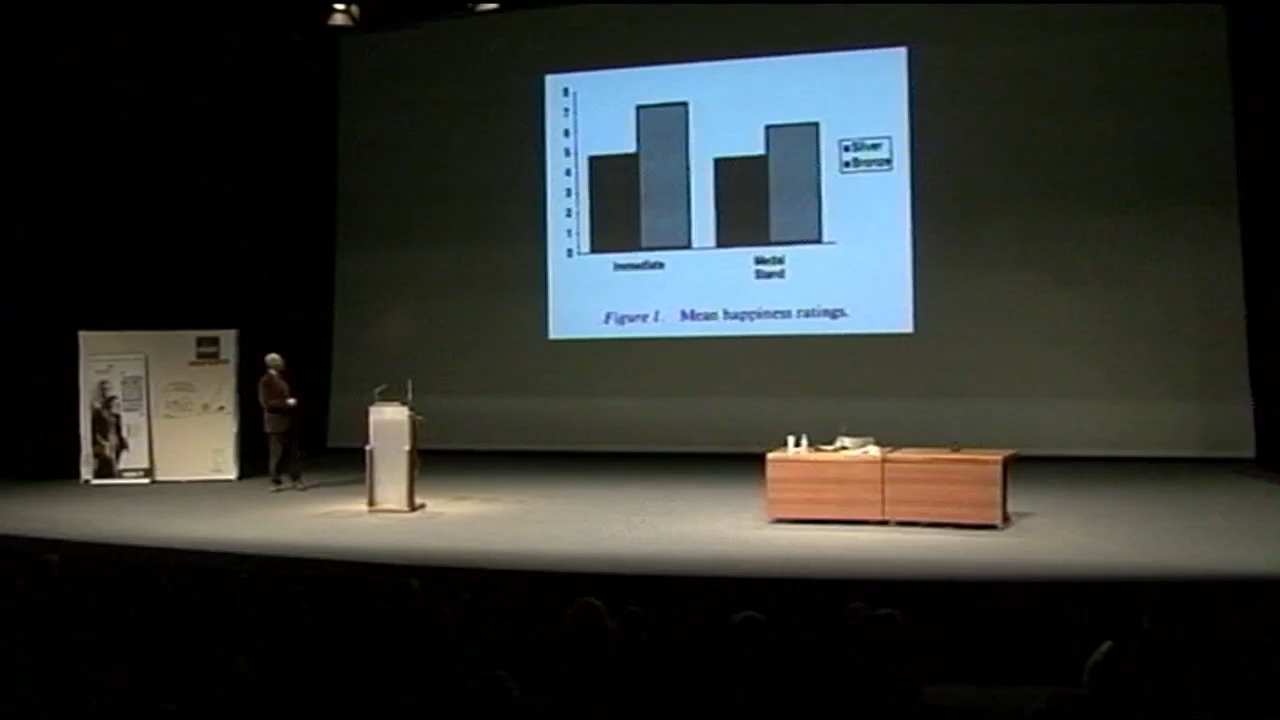 8
7
6
5
4
3
2
1
0
Silver
Bronze
Immediate
Medal
Stand
Figure 1. Mean happiness ratings.